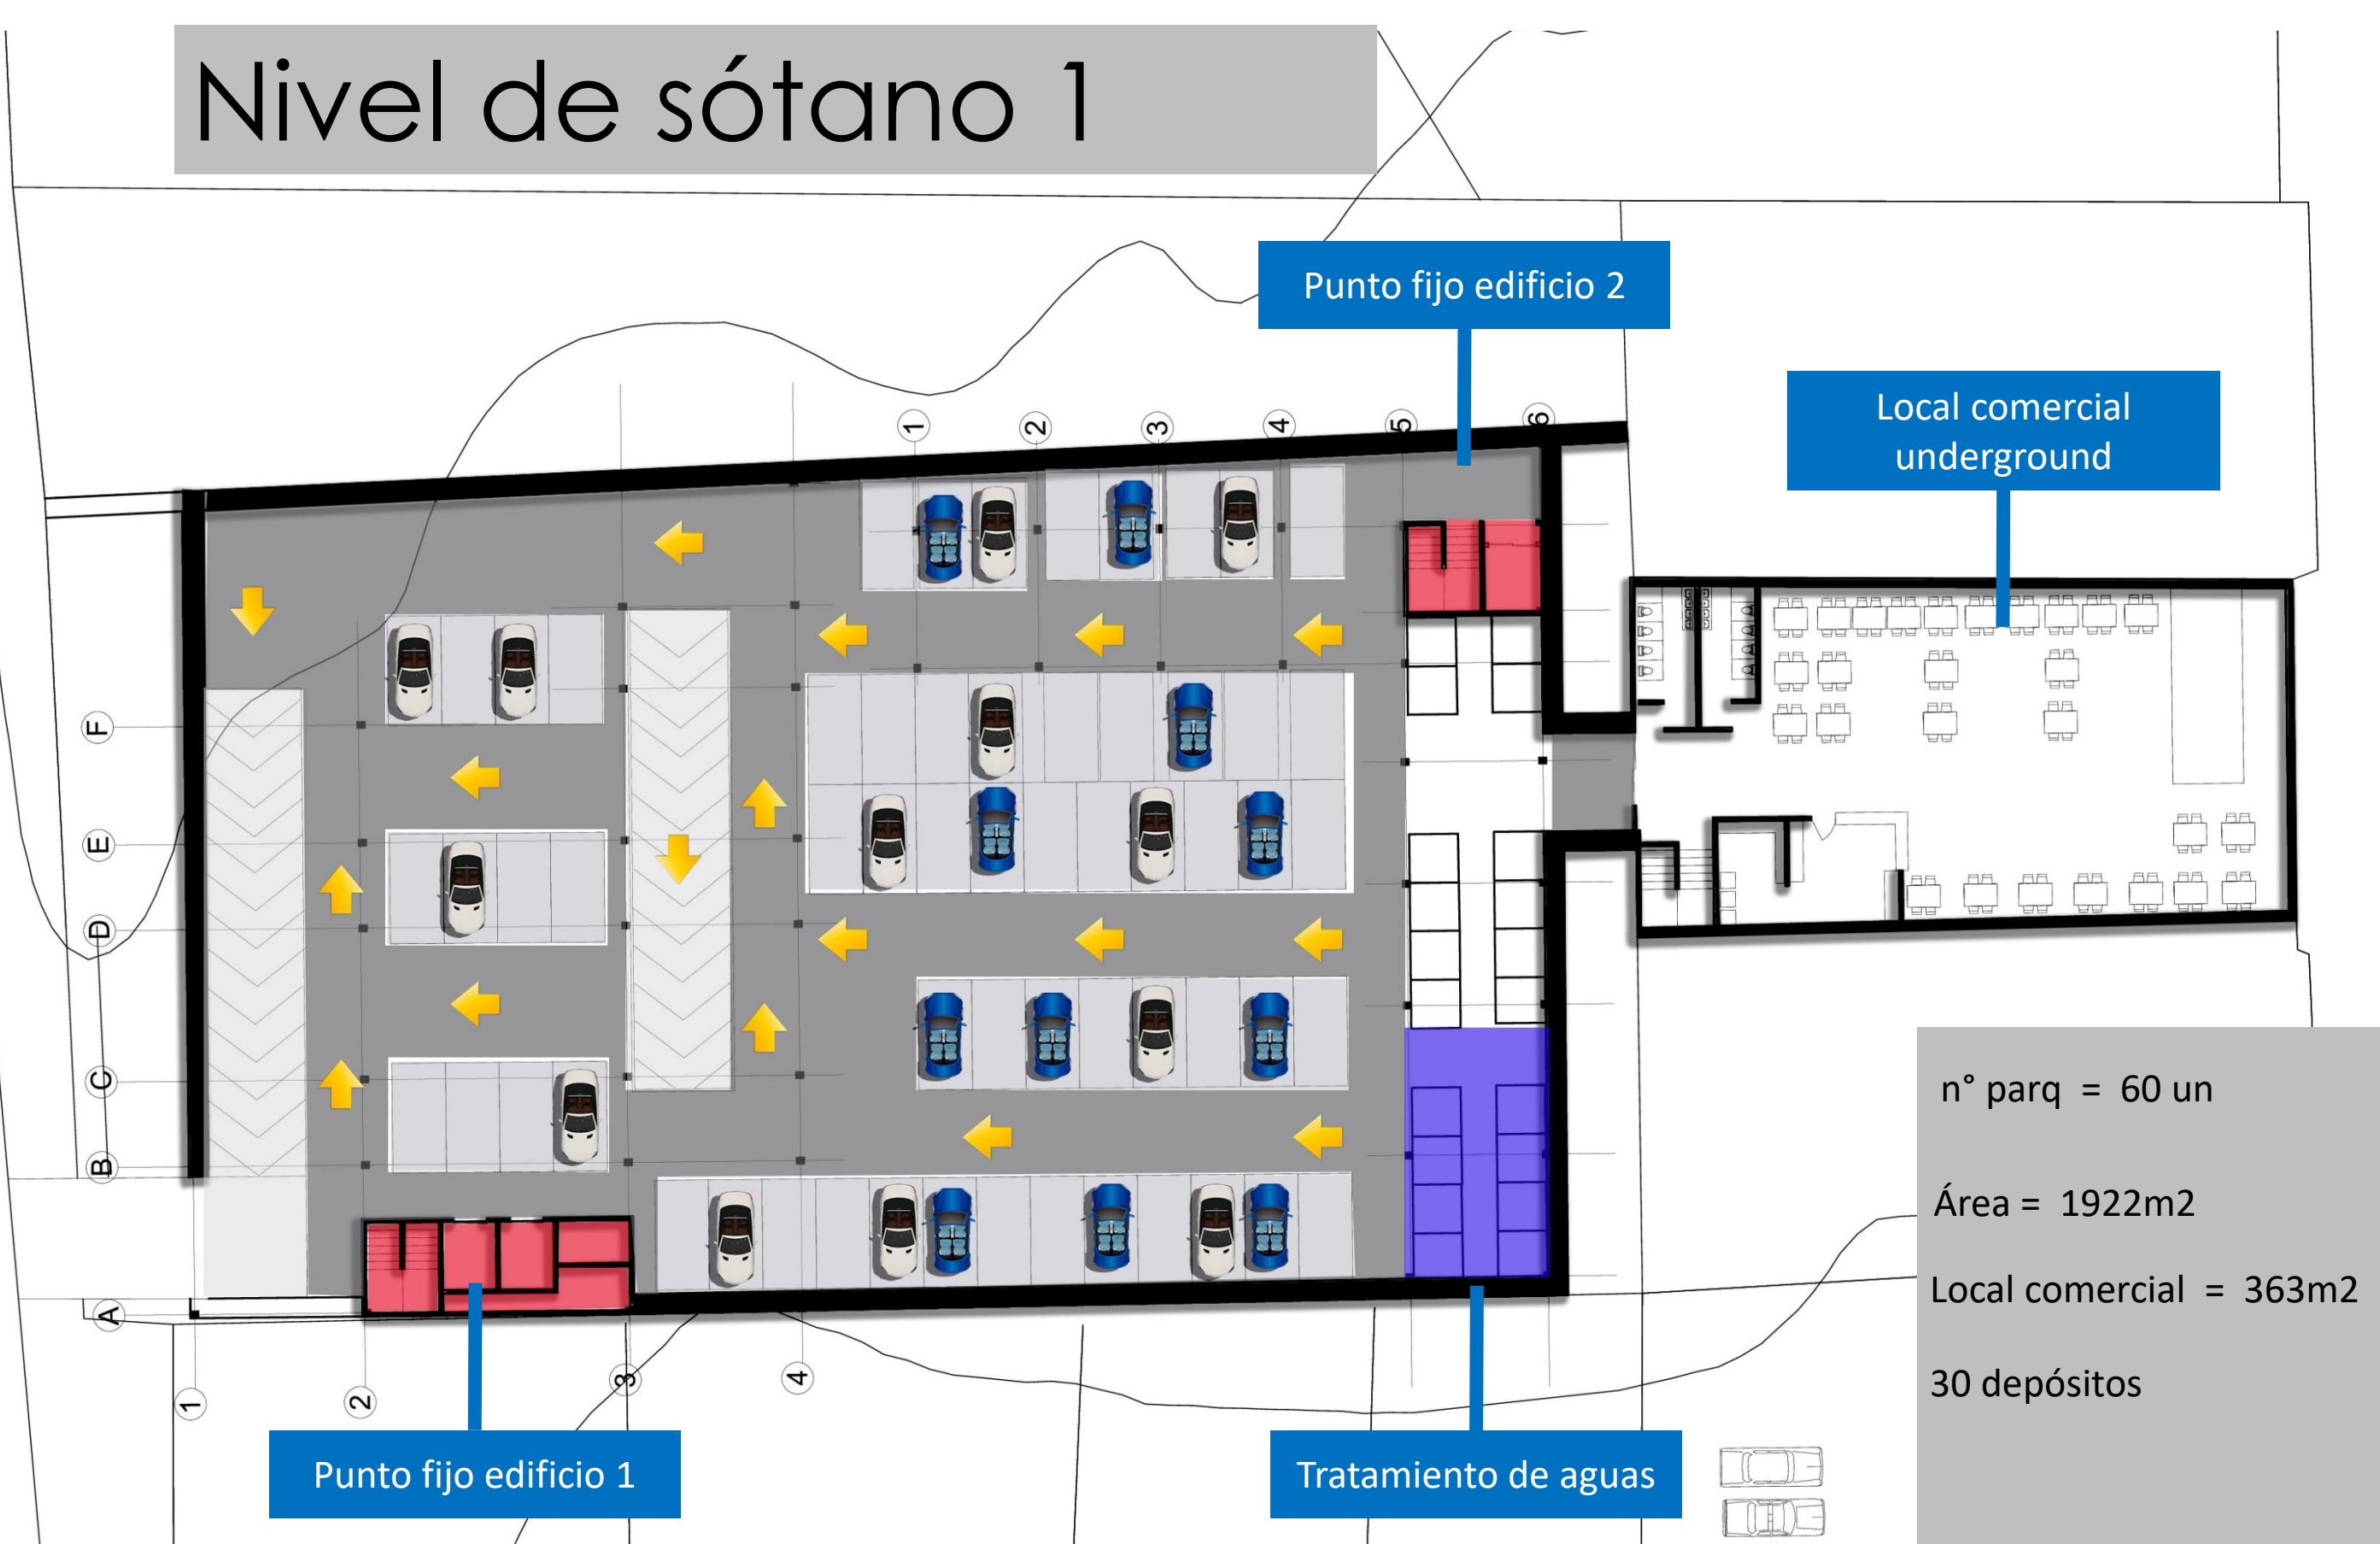 Nivel de sótano 1
Punto fijo edificio 2
Local comercial
underground
1
2
3
4
5
6
F
E
D
C
B
A
1
2
3
4
n° parq = 60 un
Área = 1922m2
Local comercial = 363m2
30 depósitos
Punto fijo edificio 1
Tratamiento de aguas